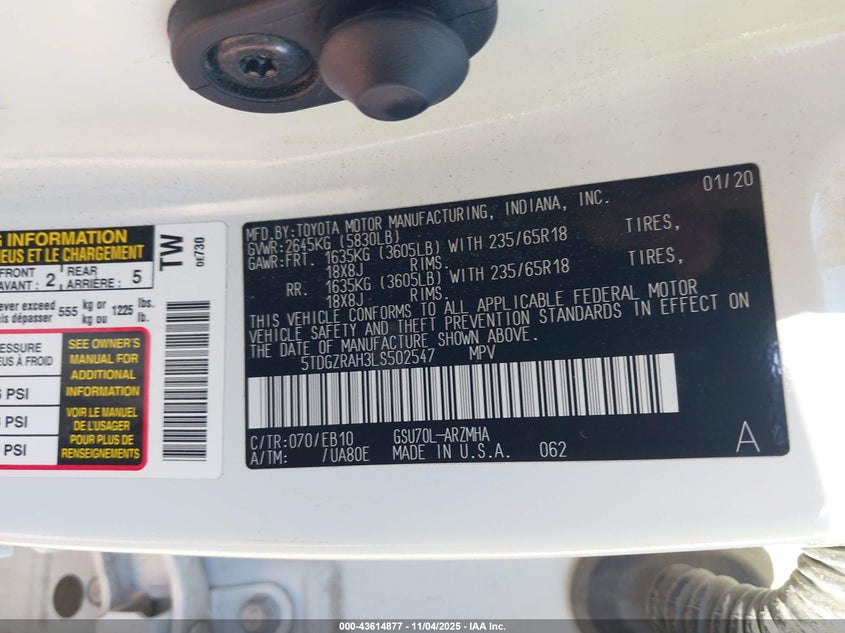 INFORMATION
EUS ET LE CHARGEMENT
FRONT
AVANT : 2
REAR
ARRIÈRE : 5
ever exceed
dépasser
555 kg or
kg ou
1225 lbs.
lb.
ESSURE
EUS À FROID
PSI
PSI
PSI
SEE OWNER'S
MANUAL FOR
ADDITIONAL
INFORMATION
VOIR LE MANUEL
DE L'USAGER
POUR PLUS DE
RENSEIGNEMENTS
TW
0E730
01/20
MFD.BY:TOYOTA MOTOR MANUFACTURING, INDIANA, INC.
GVWR:2645KG (5830LB)
GAWR:FRT. 1635KG (3605LB) WITH 235/65R18 TIRES,
18X8J RIMS.
RR. 1635KG (3605LB) WITH 235/65R18 TIRES,
18X8J RIMS.
THIS VEHICLE CONFORMS TO ALL APPLICABLE FEDERAL MOTOR
VEHICLE SAFETY AND THEFT PREVENTION STANDARDS IN EFFECT ON
THE DATE OF MANUFACTURE SHOWN ABOVE.
5TDGZRAH3LS502547 MPV
C/TR:070/EB10 GSU70L-ARZMHA
A/TM: /UA80E MADE IN U.S.A. 062 A
000-43614877 - 11/04/2025 - IAA Inc.